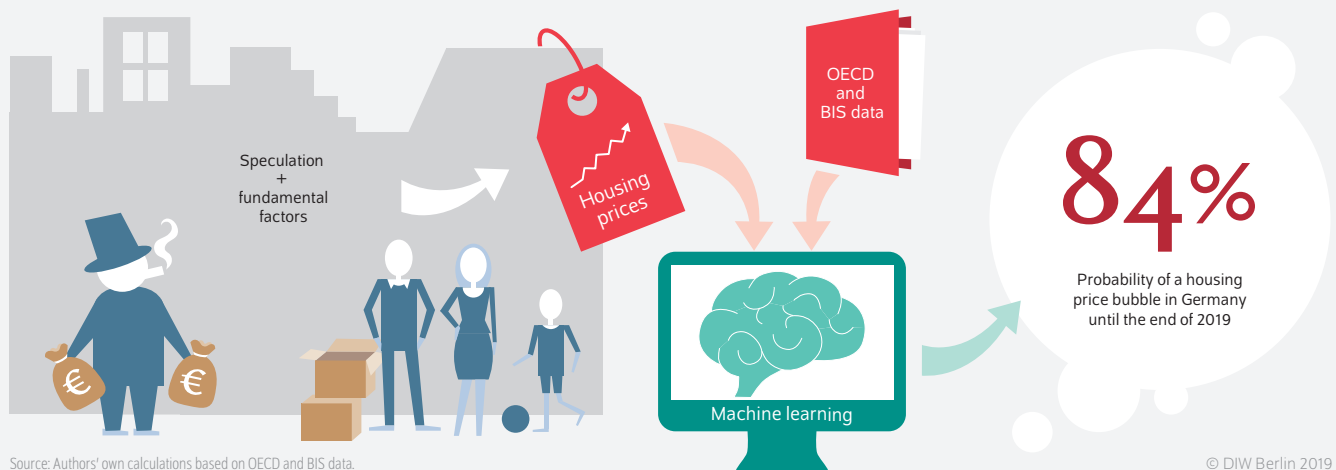 Speculation
+
fundamental
factors
€
€
Housing
prices
OECD
and
BIS data
Machine learning
84%
Probability of a housing
price bubble in Germany
until the end of 2019
Source: Authors' own calculations based on OECD and BIS data.
© DIW Berlin 2019